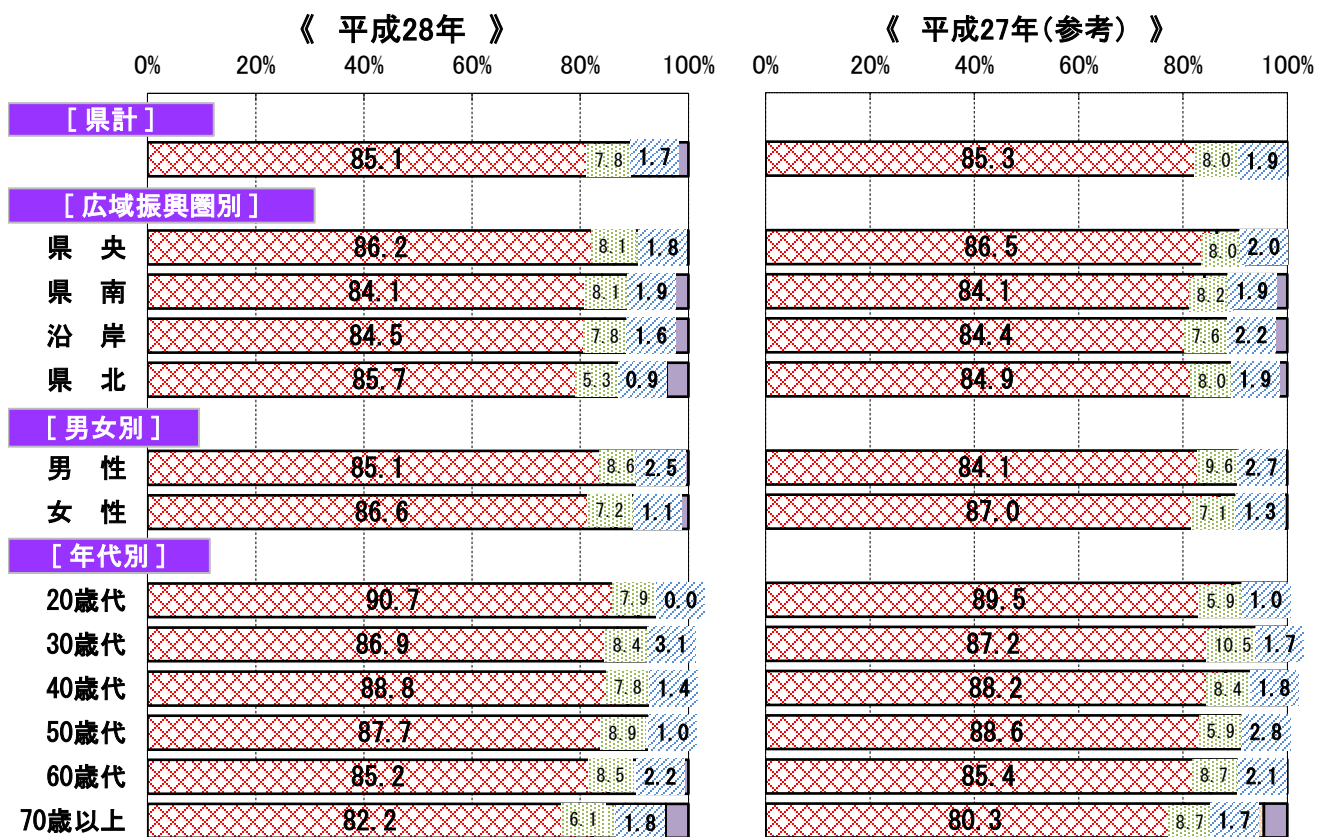 《 平成28年 》 《 平成27年(参考) 》
0% 20% 40% 60% 80% 100% 0% 20% 40% 60% 80% 100%
[ 県計 ]
85.1 7.8 1.7 85.3 8.0 1.9
[ 広域振興圏別 ]
県 央 86.2 8.1 1.8 86.5 8.0 2.0
県 南 84.1 8.1 1.9 84.1 8.2 1.9
沿 岸 84.5 7.8 1.6 84.4 7.6 2.2
県 北 85.7 5.3 0.9 84.9 8.0 1.9
[ 男女別 ]
男 性 85.1 8.6 2.5 84.1 9.6 2.7
女 性 86.6 7.2 1.1 87.0 7.1 1.3
[ 年代別 ]
20歳代 90.7 7.9 0.0 89.5 5.9 1.0
30歳代 86.9 8.4 3.1 87.2 10.5 1.7
40歳代 88.8 7.8 1.4 88.2 8.4 1.8
50歳代 87.7 8.9 1.0 88.6 5.9 2.8
60歳代 85.2 8.5 2.2 85.4 8.7 2.1
70歳以上 82.2 6.1 1.8 80.3 8.7 1.7